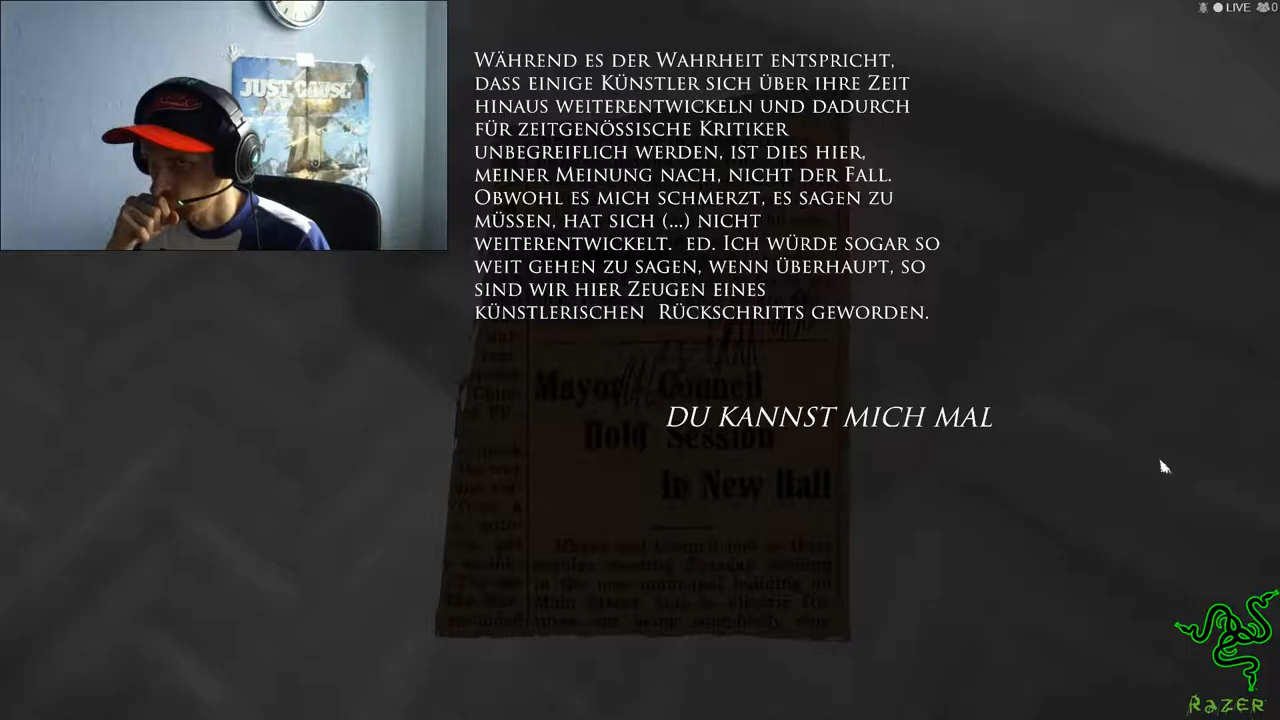 LIVE 0
JUST CAUSE
WÄHREND ES DER WAHRHEIT ENTSPRICHT,
DASS EINIGE KÜNSTLER SICH ÜBER IHRE ZEIT
HINAUS WEITERENTWICKELN UND DADURCH
FÜR ZEITGENÖSSISCHE KRITIKER
UNBEGREIFLICH WERDEN, IST DIES HIER,
MEINER MEINUNG NACH, NICHT DER FALL.
OBWOHL ES MICH SCHMERZT, ES SAGEN ZU
MÜSSEN, HAT SICH (...) NICHT
WEITERENTWICKELT. ED. ICH WÜRDE SOGAR SO
WEIT GEHEN ZU SAGEN, WENN ÜBERHAUPT, SO
SIND WIR HIER ZEUGEN EINES
KÜNSTLERISCHEN RÜCKSCHRITTS GEWORDEN.
Mayor Council
Hold Session
in New Hall
DU KANNST MICH MAL
RAZER